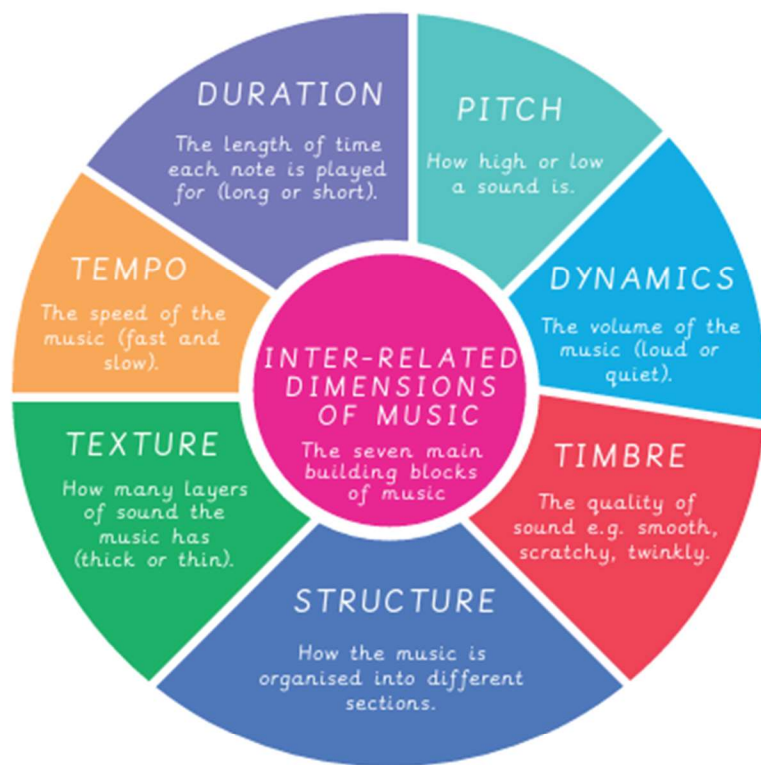 DURATION
The length of time
each note is played
for (long or short).
PITCH
How high or low
a sound is.
DYNAMICS
The volume of the
music (loud or
quiet).
TIMBRE
The quality of
sound e.g. smooth,
scratchy, twinkly.
STRUCTURE
How the music is
organised into different
sections.
TEXTURE
How many layers
of sound the
music has
(thick or thin).
TEMPO
The speed of the
music (fast and
slow).
INTER-RELATED
DIMENSIONS
OF MUSIC
The seven main
building blocks
of music